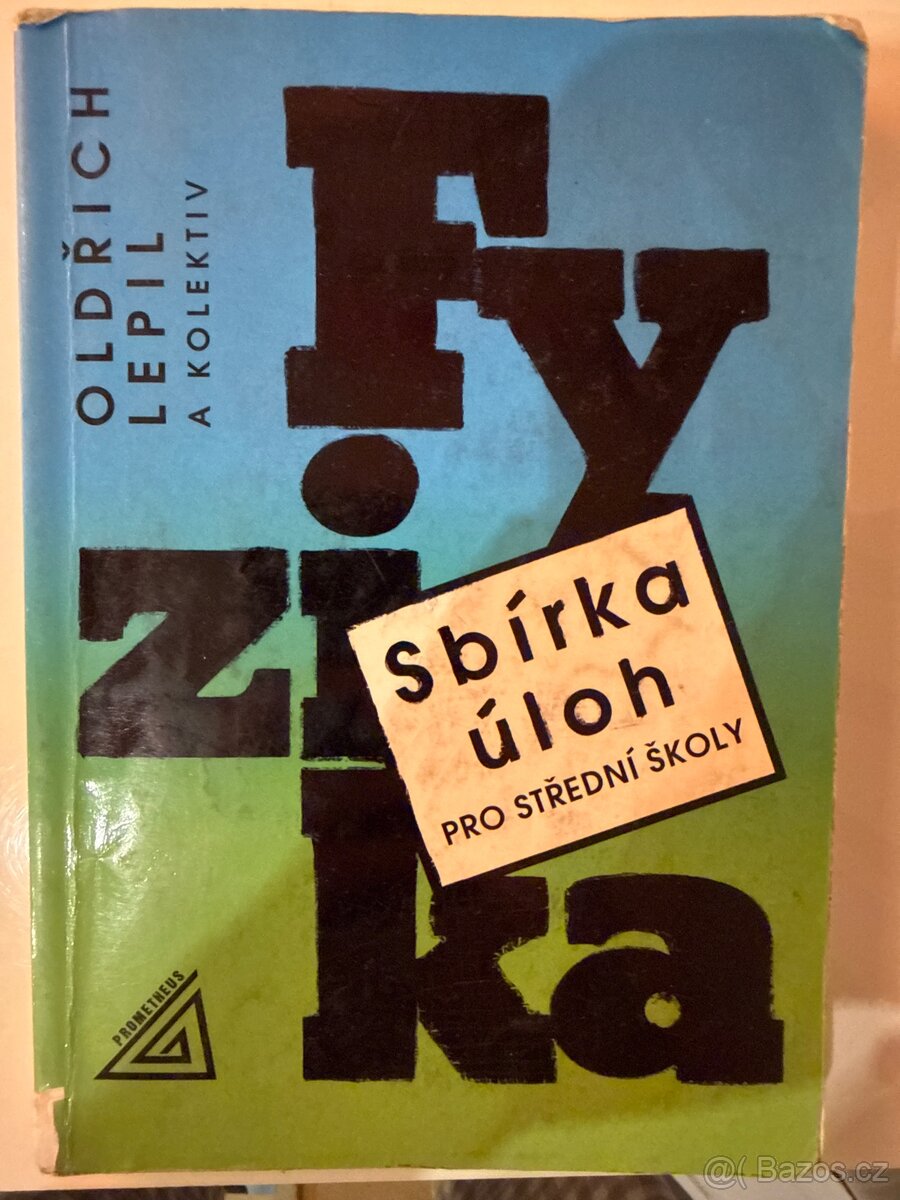 OLDŘICH
LEPIL
A KOLEKTIV
Fy
zi
ka
Sbírka
úloh
PRO STŘEDNÍ ŠKOLY
PROMETHEUS
@( Bazos.cz